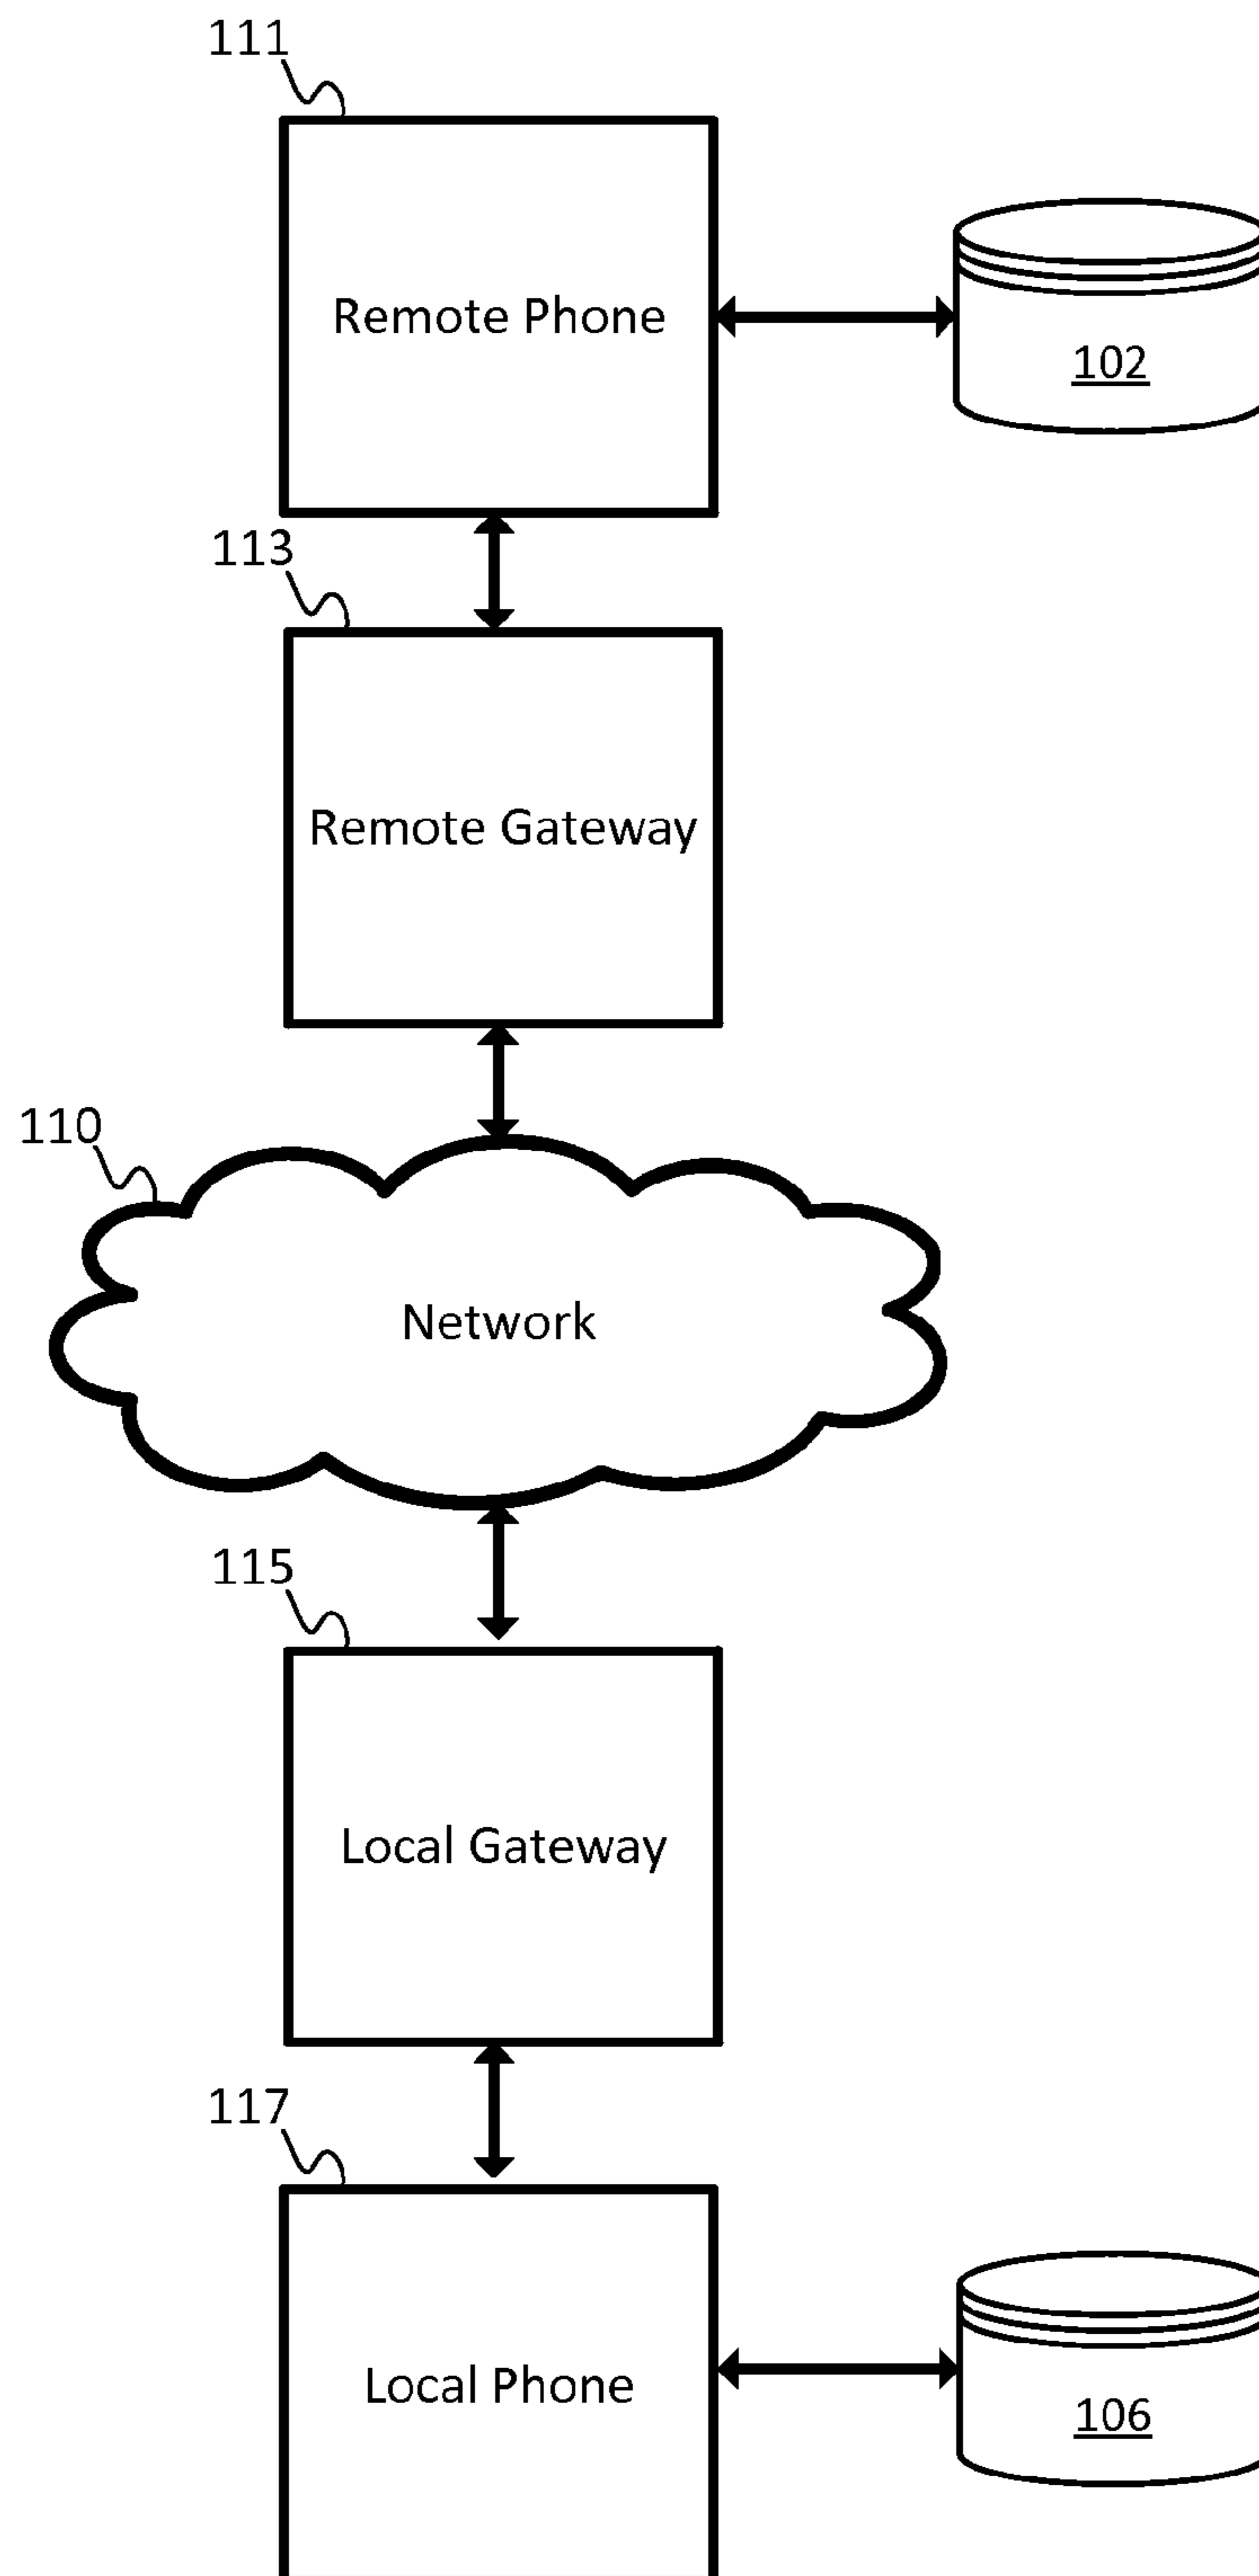 111
Remote Phone
102
113
Remote Gateway
110
Network
115
Local Gateway
117
Local Phone
106